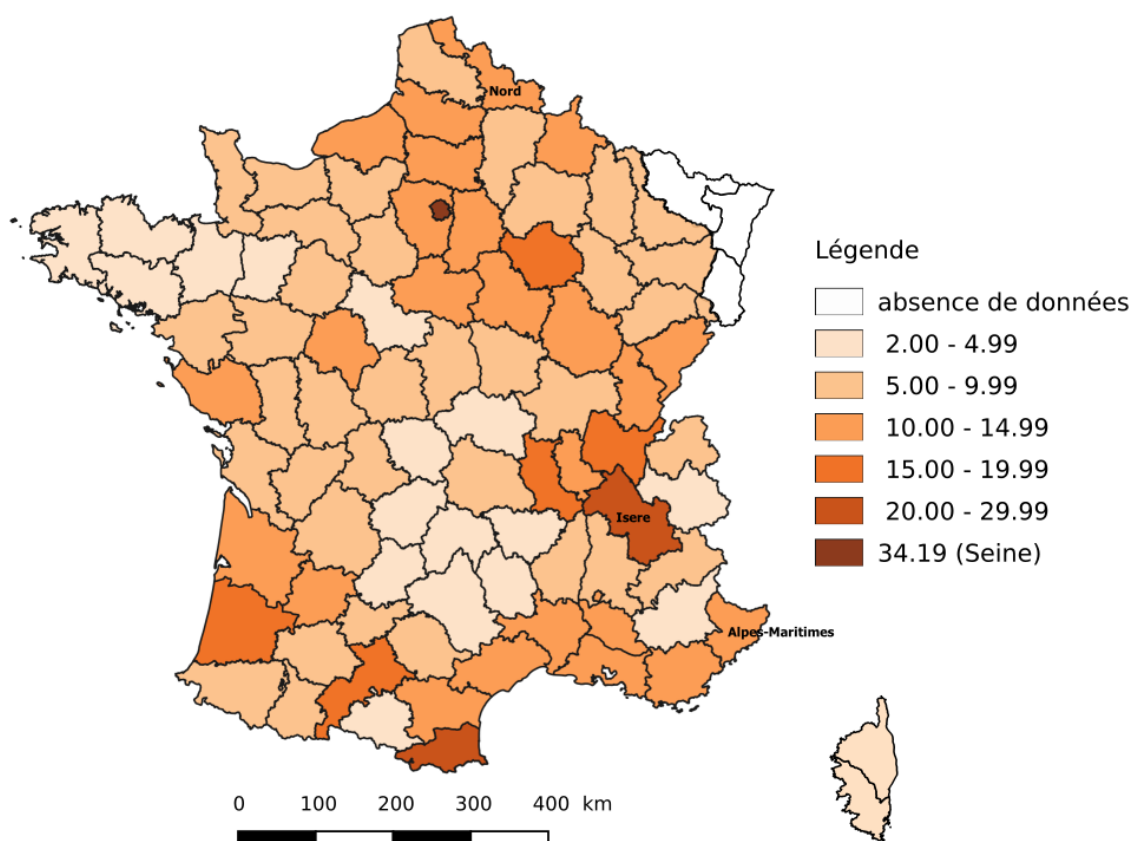 Nord
Légende
absence de données
2.00 - 4.99
5.00 - 9.99
10.00 - 14.99
15.00 - 19.99
Isere
20.00 - 29.99
34.19 (Seine)
Alpes-Maritimes
0 100 200 300 400 km